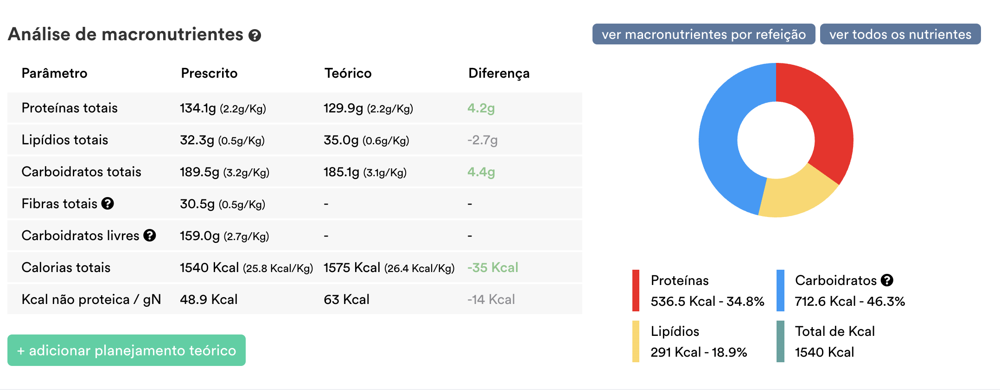 Análise de macronutrientes ?
ver macronutrientes por refeição ver todos os nutrientes
Parâmetro Prescrito Teórico Diferença
Proteínas totais 134.1g (2.2g/Kg) 129.9g (2.2g/Kg) 4.2g
Lipídios totais 32.3g (0.5g/Kg) 35.0g (0.6g/Kg) -2.7g
Carboidratos totais 189.5g (3.2g/Kg) 185.1g (3.1g/Kg) 4.4g
Fibras totais ? 30.5g (0.5g/Kg) - -
Carboidratos livres ? 159.0g (2.7g/Kg) - -
Calorias totais 1540 Kcal (25.8 Kcal/Kg) 1575 Kcal (26.4 Kcal/Kg) -35 Kcal
Kcal não proteica / gN 48.9 Kcal 63 Kcal -14 Kcal
+ adicionar planejamento teórico
Proteínas
536.5 Kcal - 34.8%
Carboidratos ?
712.6 Kcal - 46.3%
Lipídios
291 Kcal - 18.9%
Total de Kcal
1540 Kcal